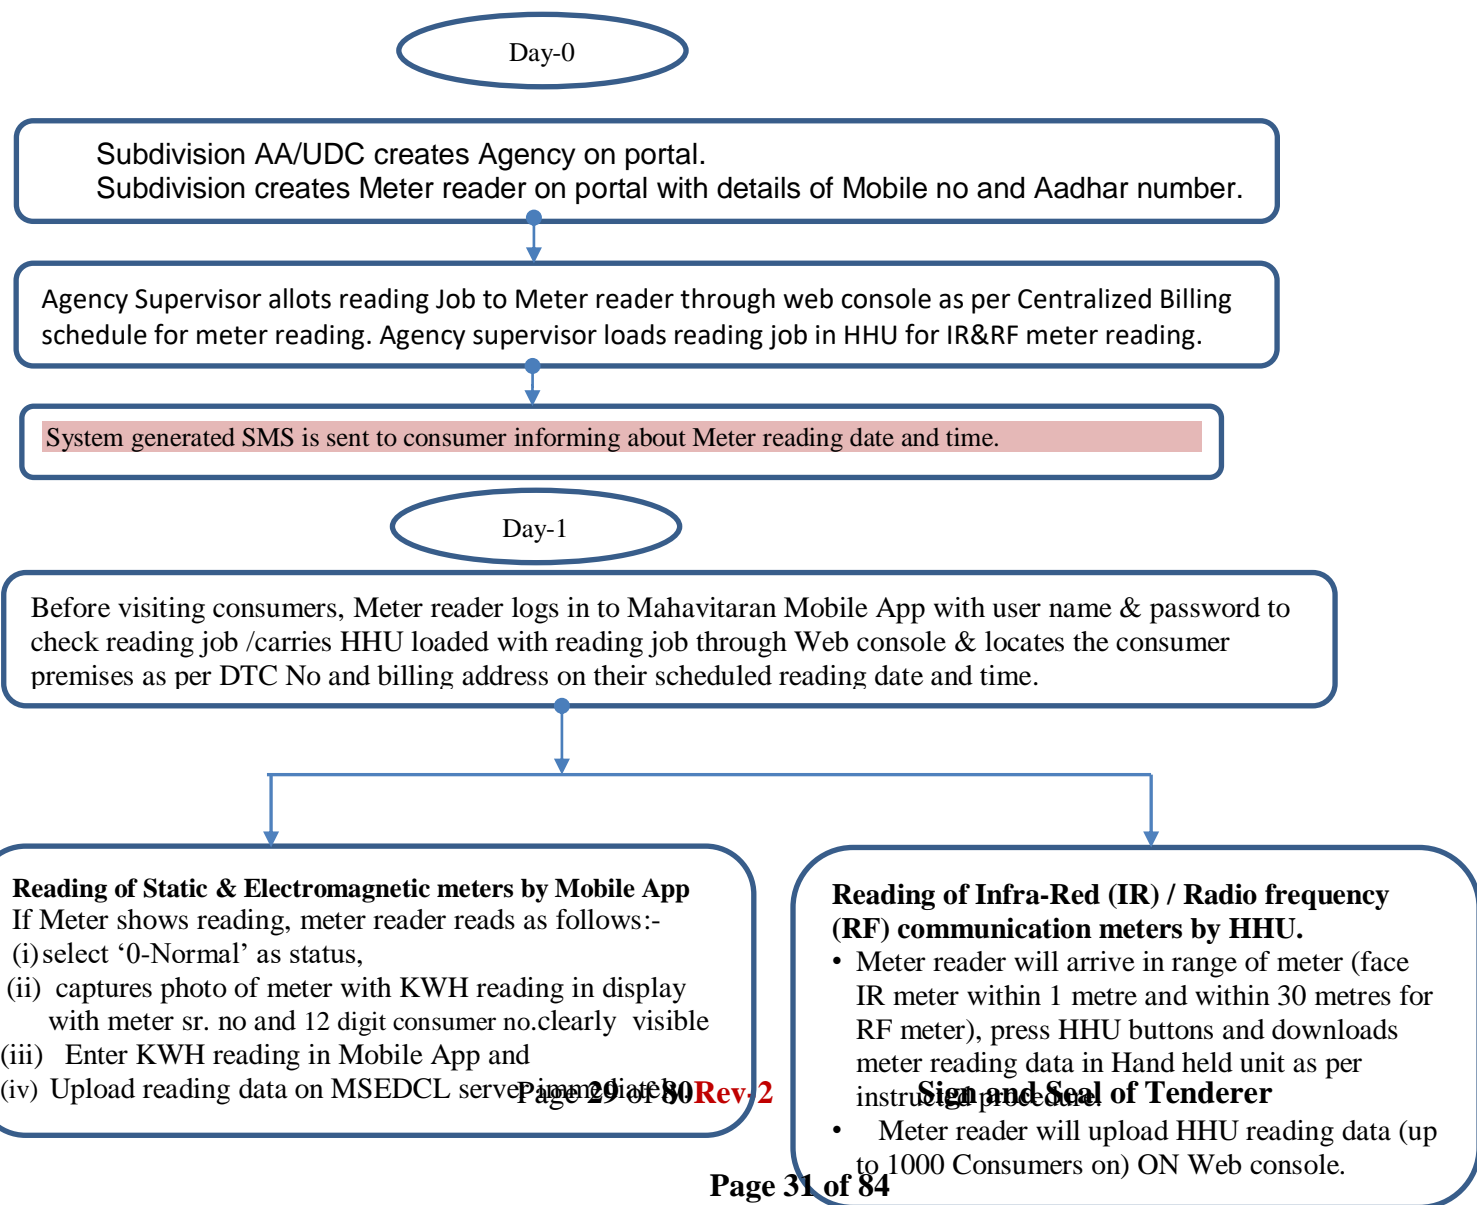 Day-0
Subdivision AA/UDC creates Agency on portal.
Subdivision creates Meter reader on portal with details of Mobile no and Aadhar number.
Agency Supervisor allots reading Job to Meter reader through web console as per Centralized Billing
schedule for meter reading. Agency supervisor loads reading job in HHU for IR&RF meter reading.
System generated SMS is sent to consumer informing about Meter reading date and time.
Day-1
Before visiting consumers, Meter reader logs in to Mahavitaran Mobile App with user name & password to
check reading job /carries HHU loaded with reading job through Web console & locates the consumer
premises as per DTC No and billing address on their scheduled reading date and time.
Reading of Static & Electromagnetic meters by Mobile App
If Meter shows reading, meter reader reads as follows:-
(i) select ‘0-Normal’ as status,
(ii) captures photo of meter with KWH reading in display
with meter sr. no and 12 digit consumer no.clearly visible
(iii) Enter KWH reading in Mobile App and
(iv) Upload reading data on MSEDCL server immediately.
Reading of Infra-Red (IR) / Radio frequency
(RF) communication meters by HHU.
• Meter reader will arrive in range of meter (face
IR meter within 1 metre and within 30 metres for
RF meter), press HHU buttons and downloads
meter reading data in Hand held unit as per
instructed procedure.
• Meter reader will upload HHU reading data (up
to 1000 Consumers on) ON Web console.
Page 29 of 80 Rev-2 Sign and Seal of Tenderer
Page 31 of 84